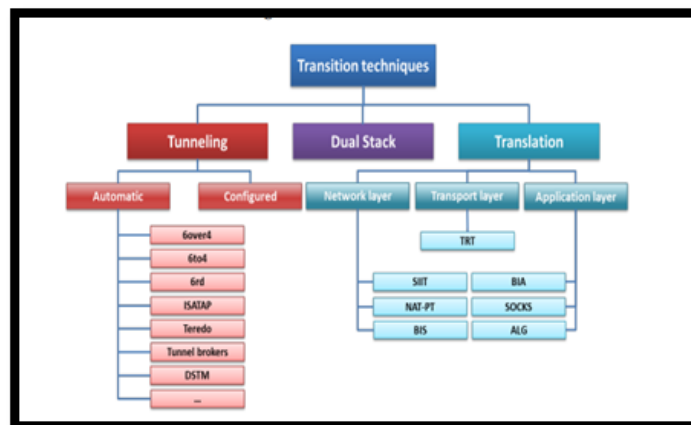 Transition techniques
Tunneling
Dual Stack
Translation
Automatic
Configured
Network layer
Transport layer
Application layer
6over4
6to4
6rd
ISATAP
Teredo
Tunnel brokers
DSTM
...
TRT
SIIT
NAT-PT
BIS
BIA
SOCKS
ALG